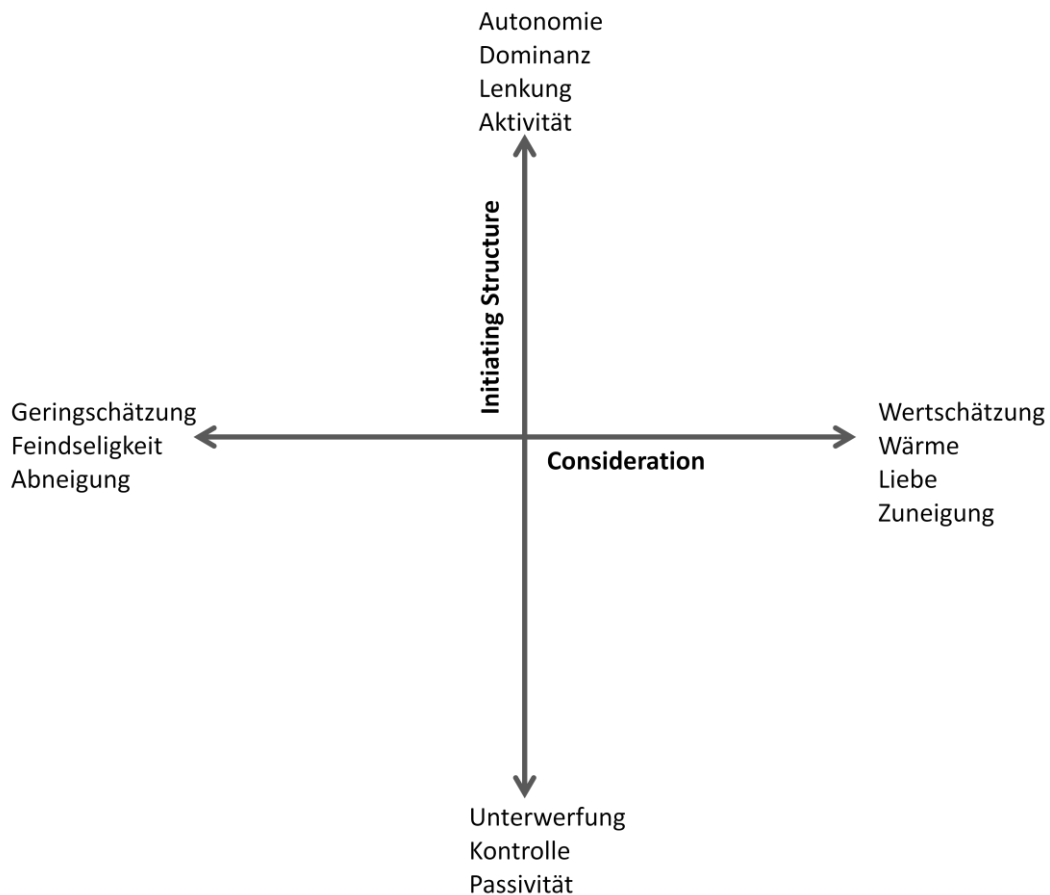 Autonomie
Dominanz
Lenkung
Aktivität
Initiating Structure
Geringschätzung
Feindseligkeit
Abneigung
Consideration
Wertschätzung
Wärme
Liebe
Zuneigung
Unterwerfung
Kontrolle
Passivität